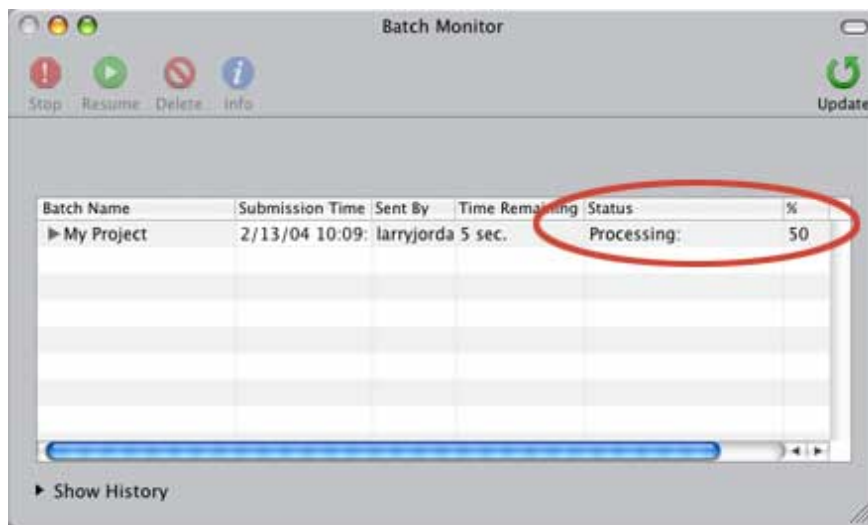 Batch Monitor
Stop Resume Delete Info Update
Batch Name Submission Time Sent By Time Remaining Status %
My Project 2/13/04 10:09: larryjorda 5 sec. Processing: 50
Show History